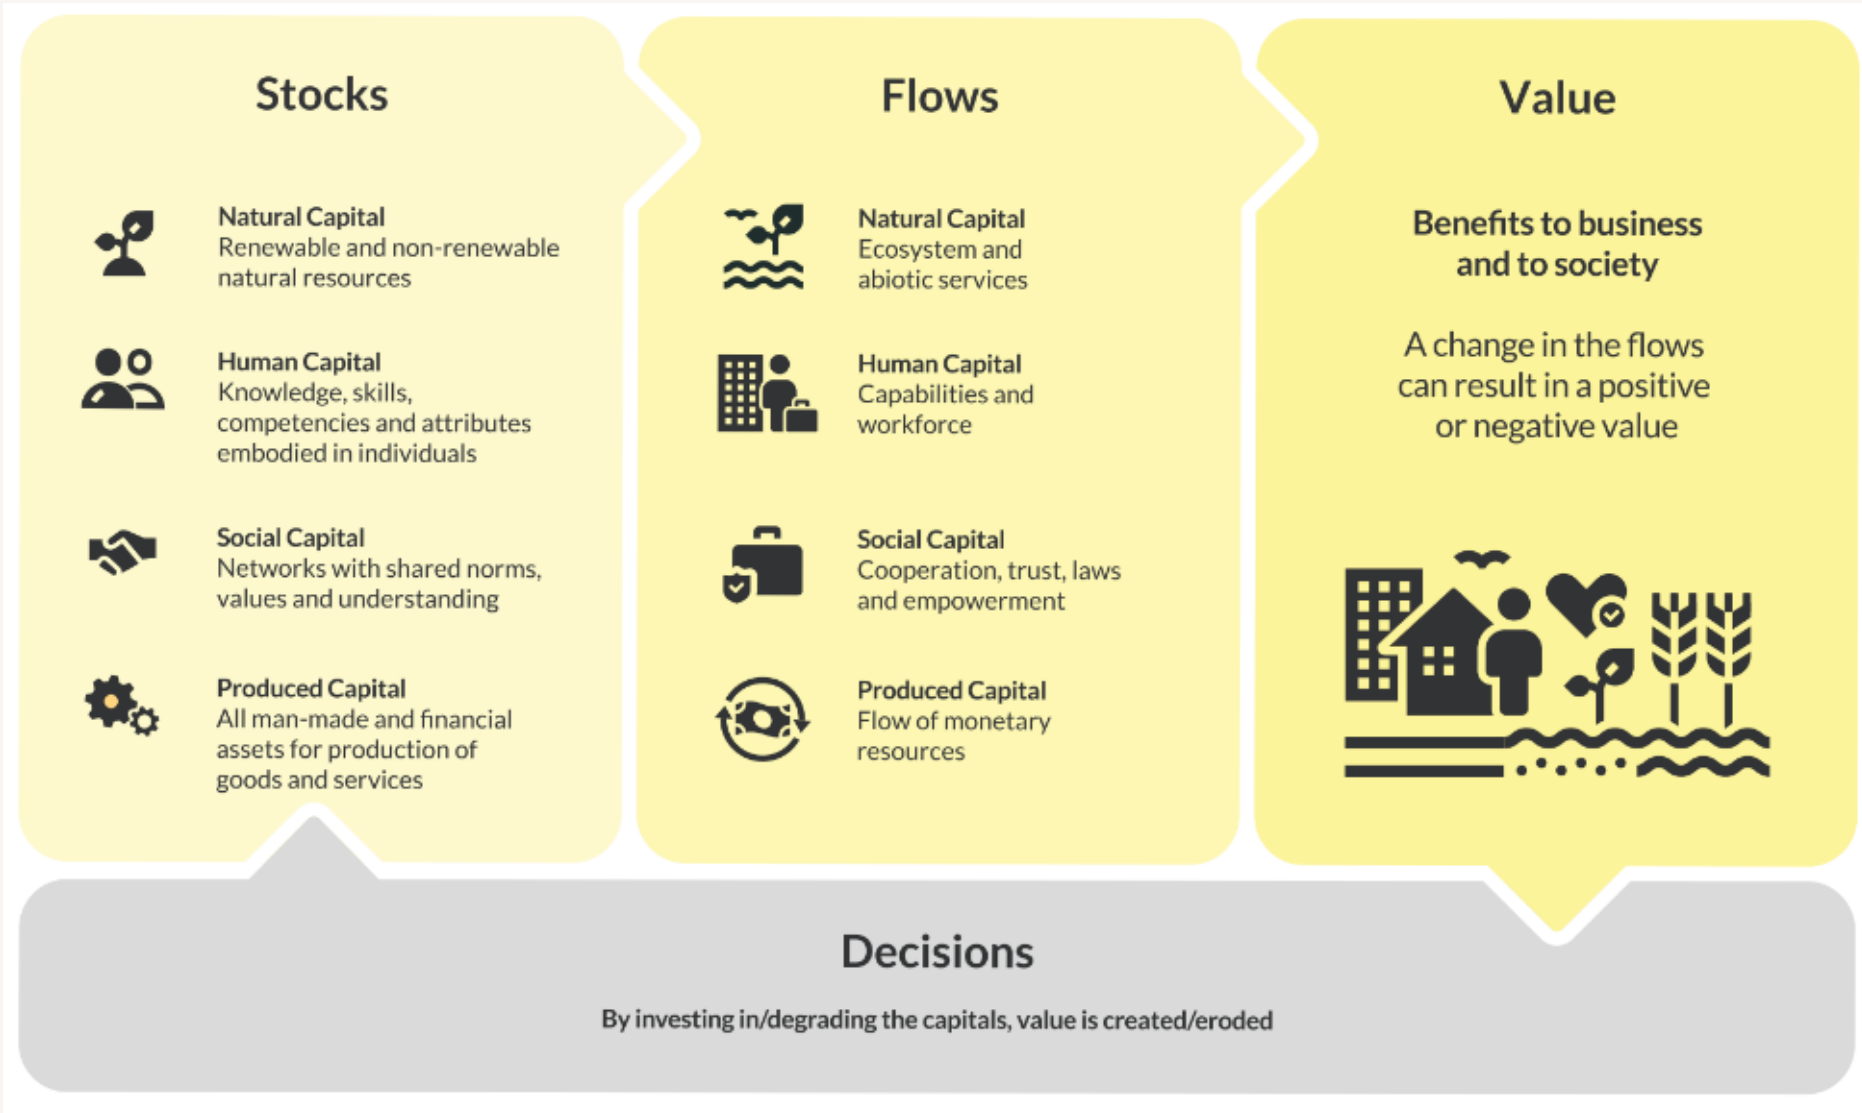 Stocks
Natural Capital
Renewable and non-renewable
natural resources
Human Capital
Knowledge, skills,
competencies and attributes
embodied in individuals
Social Capital
Networks with shared norms,
values and understanding
Produced Capital
All man-made and financial
assets for production of
goods and services
Flows
Natural Capital
Ecosystem and
abiotic services
Human Capital
Capabilities and
workforce
Social Capital
Cooperation, trust, laws
and empowerment
Produced Capital
Flow of monetary
resources
Value
Benefits to business
and to society
A change in the flows
can result in a positive
or negative value
Decisions
By investing in/degrading the capitals, value is created/eroded